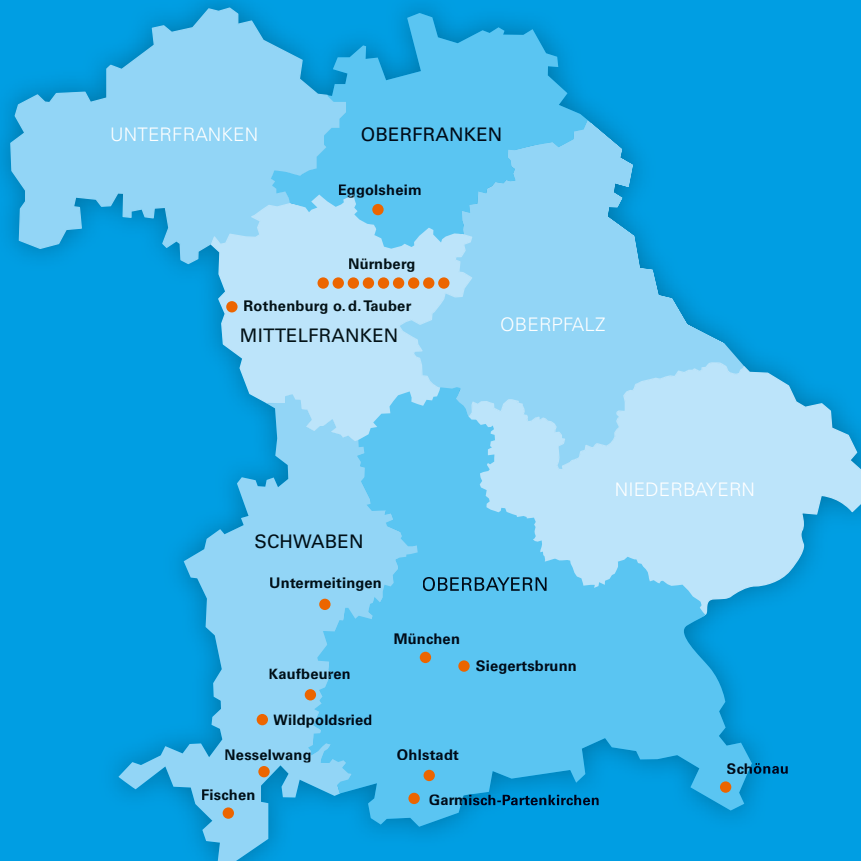 UNTERFRANKEN
OBERFRANKEN
Eggolsheim
Nürnberg
Rothenburg o. d. Tauber
MITTELFRANKEN
OBERPFALZ
NIEDERBAYERN
SCHWABEN
Untermeitingen
OBERBAYERN
München
Siegertsbrunn
Kaufbeuren
Wildpoldsried
Nesselwang
Ohlstadt
Schönau
Fischen
Garmisch-Partenkirchen